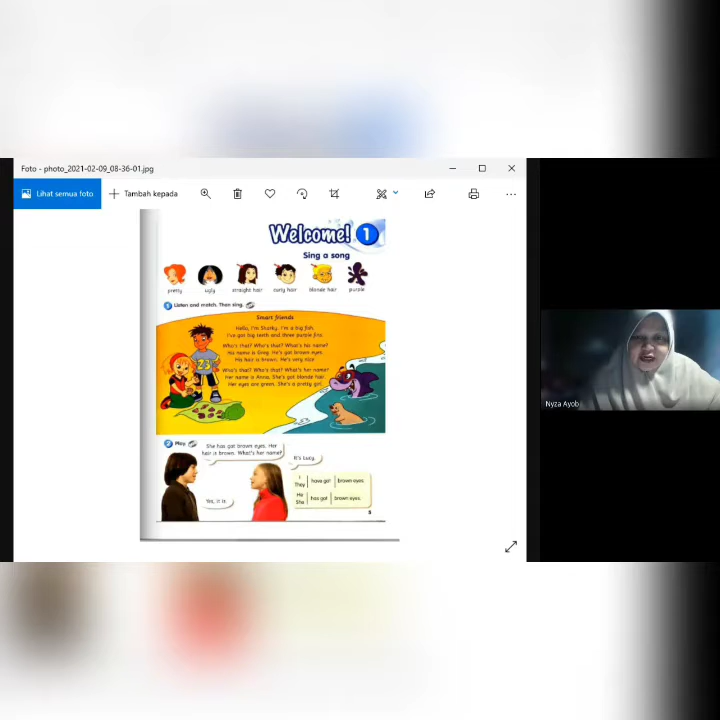 Foto - photo_2021-02-09_08-36-01.jpg
Lihat semua foto
Tambah kepada
Welcome! 1
Sing a song
pretty ugly straight hair curly hair blonde hair purple
1 Listen and match. Then sing.
Smart friends
Hello, I'm Sharky. I'm a big fish,
I've got big teeth and three purple fins.
Who's that? Who's that? What's his name?
His name is Greg. He's got brown eyes.
His hair is brown. He's very nice
Who's that? Who's that? What's her name?
Her name is Anna. She's got blonde hair.
Her eyes are green. She's a pretty girl
23
2 Play.
She has got brown eyes. Her
hair is brown. What's her name?
It's Lucy.
Yes, it is.
I
They
have got
brown eyes.
He
She
has got
brown eyes.
5
Nyza Ayob